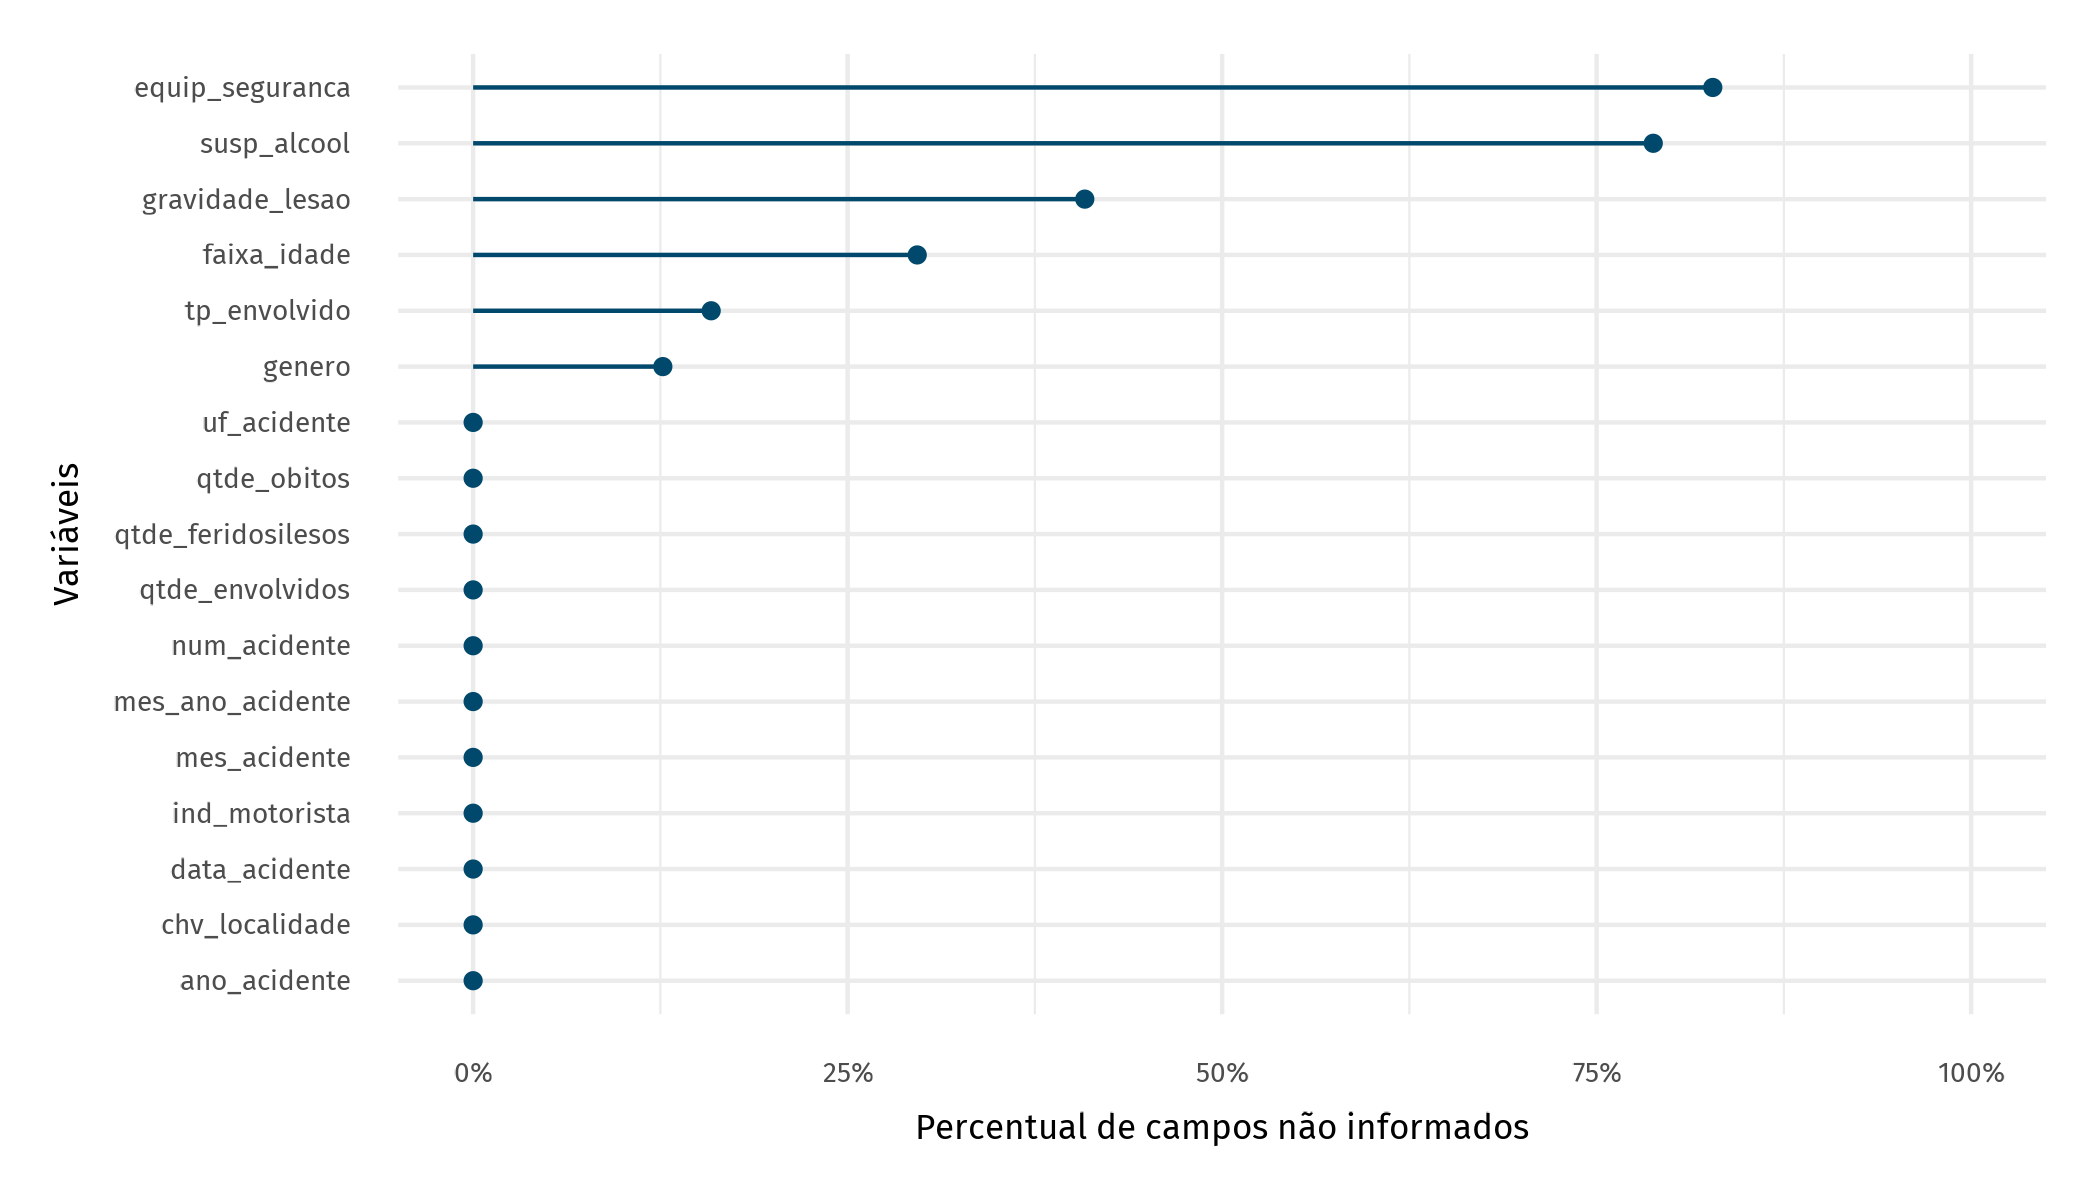 equip_seguranca
susp_alcool
gravidade_lesao
faixa_idade
tp_envolvido
genero
uf_acidente
qtde_obitos
qtde_feridosilesos
qtde_envolvidos
num_acidente
mes_ano_acidente
mes_acidente
ind_motorista
data_acidente
chv_localidade
ano_acidente
Variáveis
0% 25% 50% 75% 100%
Percentual de campos não informados